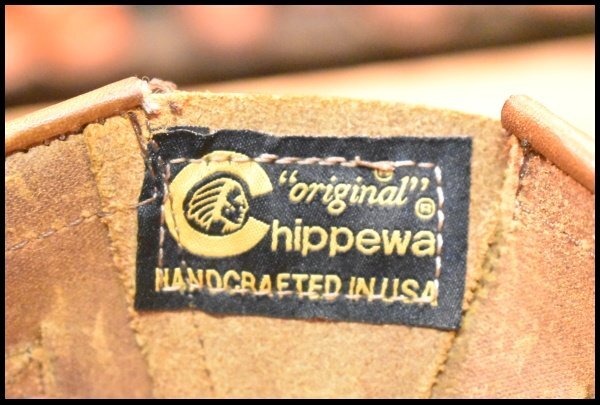 "original" ®
Chippewa ®
HANDCRAFTED IN USA